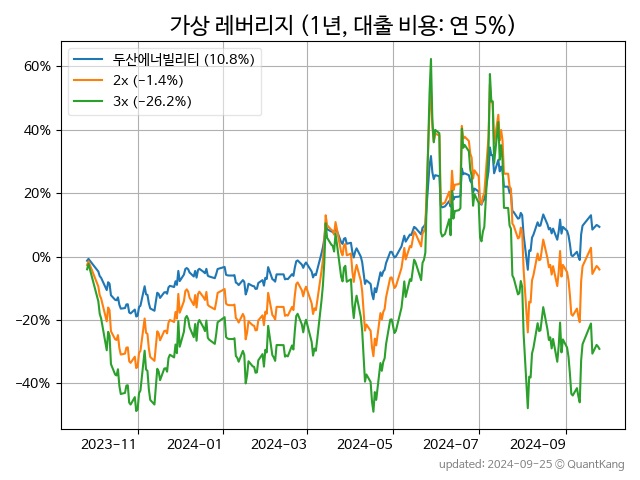 가상 레버리지 (1년, 대출 비용: 연 5%)
두산에너빌리티 (10.8%)
2x (−1.4%)
3x (−26.2%)
60%
40%
20%
0%
−20%
−40%
2023-11
2024-01
2024-03
2024-05
2024-07
2024-09
updated: 2024-09-25 © QuantKang